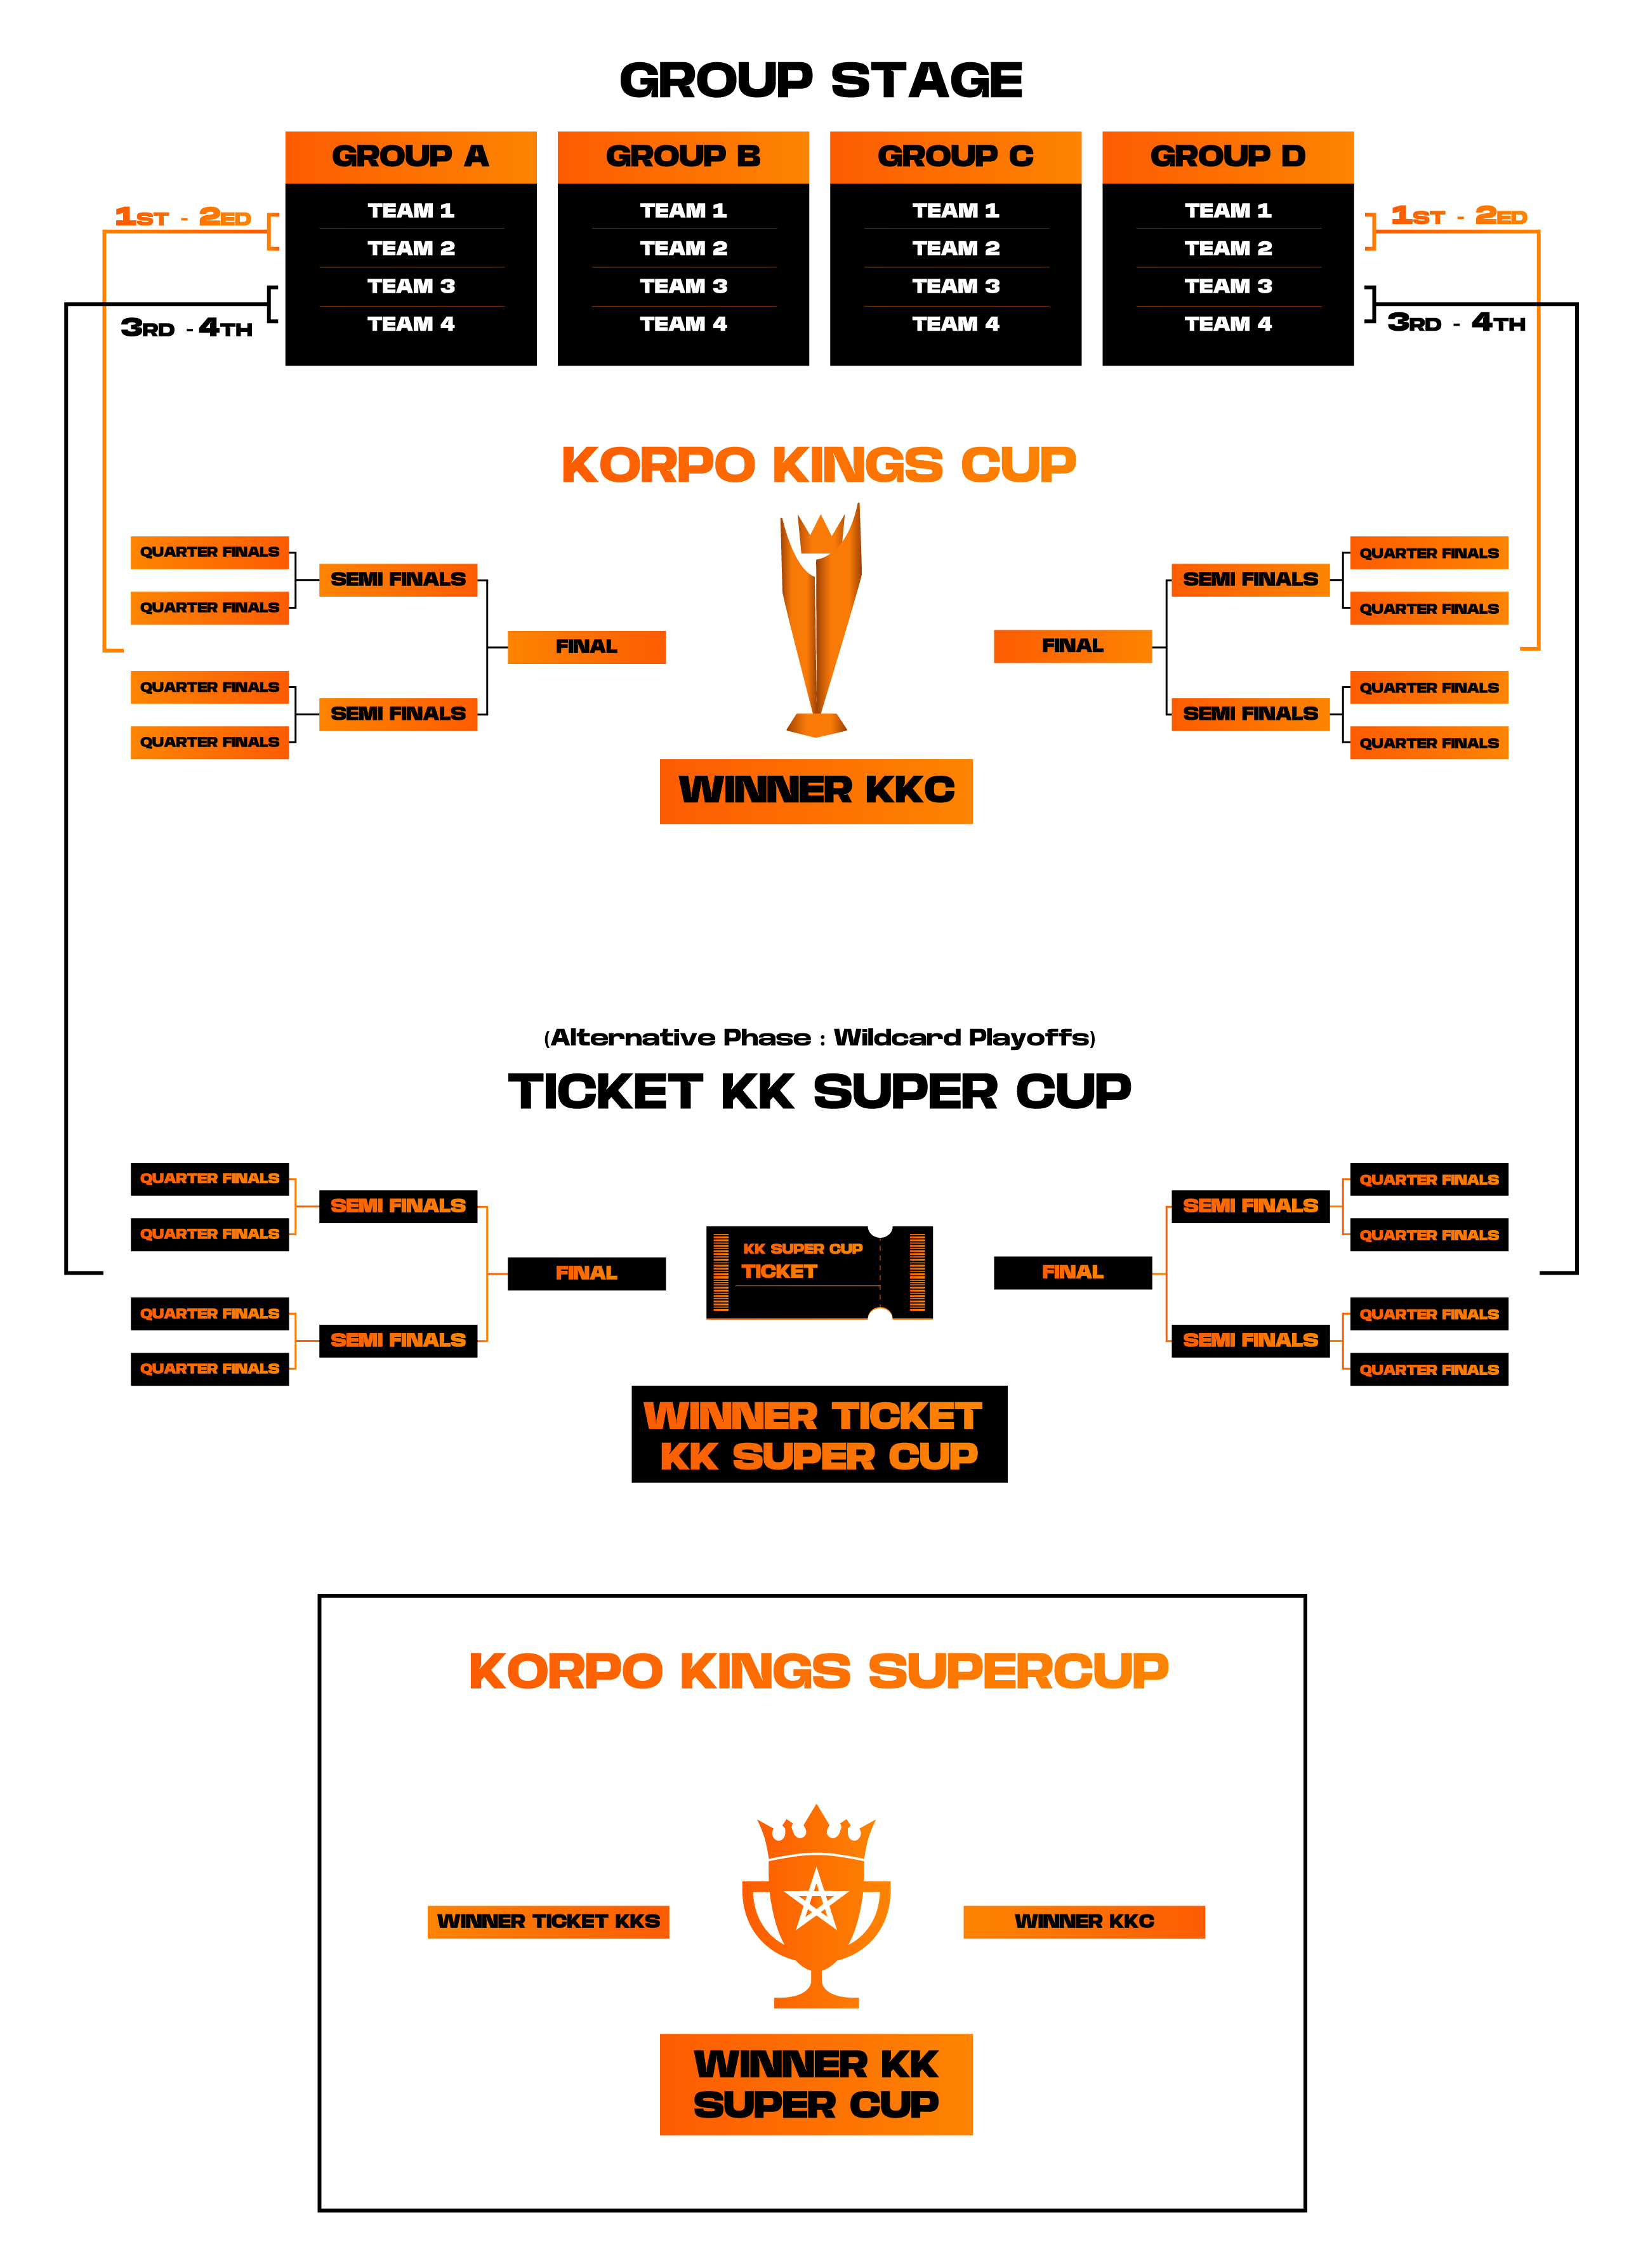 GROUP STAGE
GROUP A GROUP B GROUP C GROUP D
1ST - 2ED TEAM 1 TEAM 1 TEAM 1 TEAM 1 1ST - 2ED
TEAM 2 TEAM 2 TEAM 2 TEAM 2
TEAM 3 TEAM 3 TEAM 3 TEAM 3
3RD - 4TH TEAM 4 TEAM 4 TEAM 4 TEAM 4 3RD - 4TH
KORPO KINGS CUP
QUARTER FINALS QUARTER FINALS
SEMI FINALS SEMI FINALS
QUARTER FINALS QUARTER FINALS
FINAL FINAL
QUARTER FINALS QUARTER FINALS
SEMI FINALS SEMI FINALS
QUARTER FINALS QUARTER FINALS
WINNER KKC
(Alternative Phase : Wildcard Playoffs)
TICKET KK SUPER CUP
QUARTER FINALS QUARTER FINALS
SEMI FINALS SEMI FINALS
QUARTER FINALS QUARTER FINALS
KK SUPER CUP
FINAL TICKET FINAL
QUARTER FINALS QUARTER FINALS
SEMI FINALS SEMI FINALS
QUARTER FINALS QUARTER FINALS
WINNER TICKET
KK SUPER CUP
KORPO KINGS SUPERCUP
WINNER TICKET KKS WINNER KKC
WINNER KK
SUPER CUP